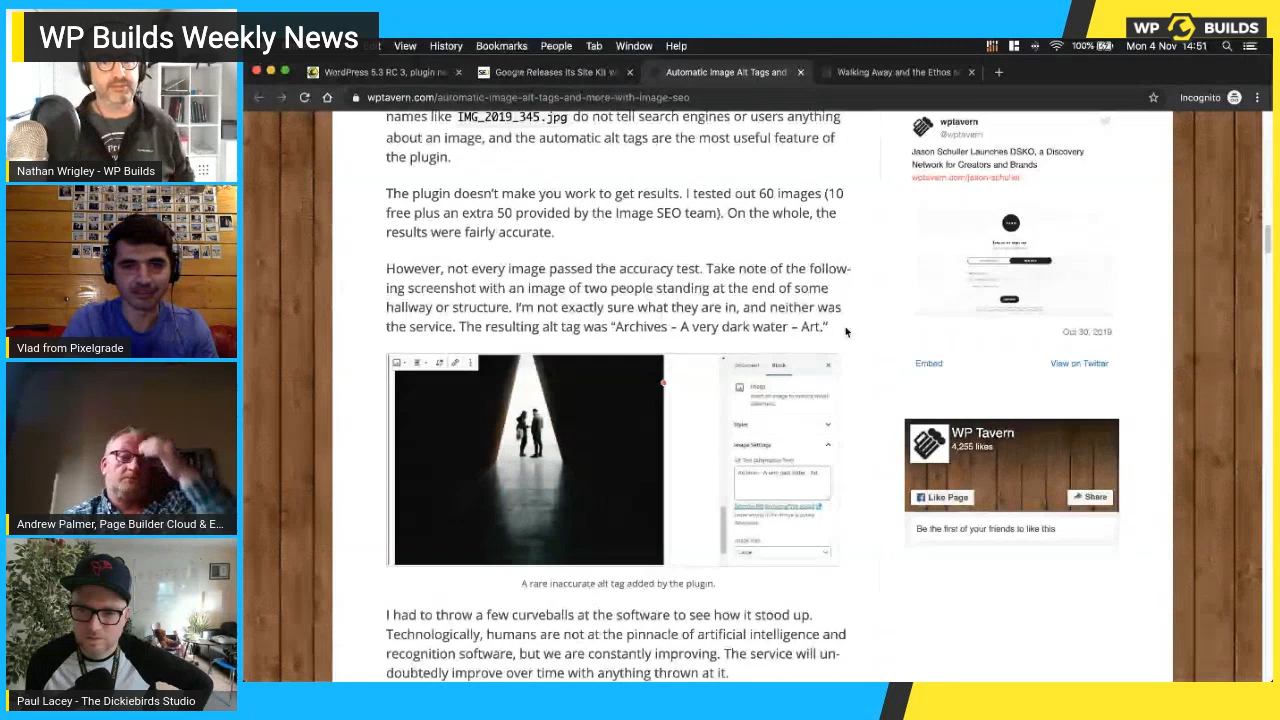 WP Builds Weekly News
Nathan Wrigley - WP Builds
Vlad from Pixelgrade
Andrew Palmer, Page Builder Cloud & E...
Paul Lacey - The Dickiebirds Studio
WP BUILDS
View History Bookmarks People Tab Window Help
100% Mon 4 Nov 14:51
WordPress 5.3 RC 3, plugin ne
Google Releases Its Site Kit w
Automatic Image Alt Tags and
Walking Away and the Ethos o
wptavern.com/automatic-image-alt-tags-and-more-with-image-seo
Incognito
names like IMG_2019_345.jpg do not tell search engines or users anything
about an image, and the automatic alt tags are the most useful feature of
the plugin.
The plugin doesn't make you work to get results. I tested out 60 images (10
free plus an extra 50 provided by the Image SEO team). On the whole, the
results were fairly accurate.
However, not every image passed the accuracy test. Take note of the follow-
ing screenshot with an image of two people standing at the end of some
hallway or structure. I'm not exactly sure what they are in, and neither was
the service. The resulting alt tag was "Archives – A very dark water – Art."
Document Block
Image
Styles
Image Settings
Large
A rare inaccurate alt tag added by the plugin.
I had to throw a few curveballs at the software to see how it stood up.
Technologically, humans are not at the pinnacle of artificial intelligence and
recognition software, but we are constantly improving. The service will un-
doubtedly improve over time with anything thrown at it.
wptavern
@wptavern
Jason Schuller Launches DSKO, a Discovery
Network for Creators and Brands
wptavern.com/jason-schuller
Oct 30, 2019
Embed
View on Twitter
WP Tavern
4,255 likes
Like Page
Share
Be the first of your friends to like this